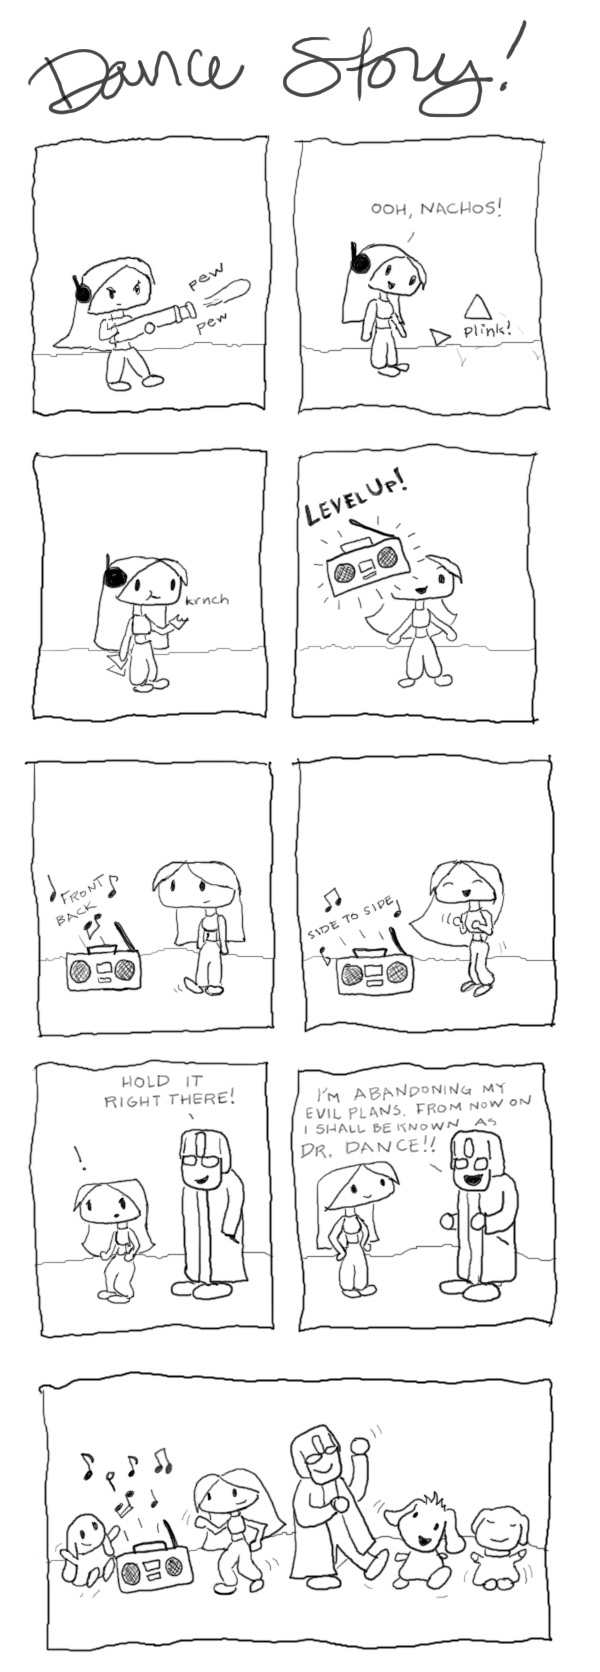 Dance Story!
pew
pew
OOH, NACHOS!
Plink!
krnch
LEVEL UP!
FRONT
BACK
SIDE TO SIDE
HOLD IT
RIGHT THERE!
!
I'M ABANDONING MY
EVIL PLANS. FROM NOW ON
I SHALL BE KNOWN AS
DR. DANCE!!